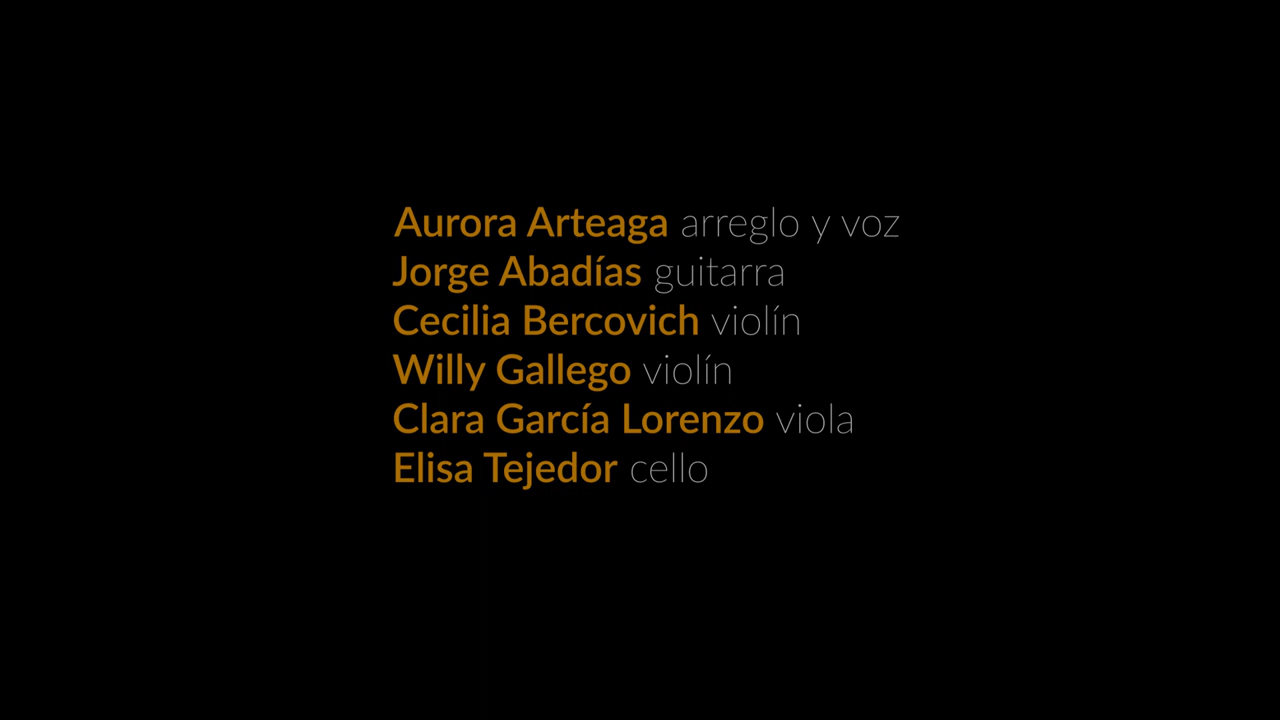 Aurora Arteaga arreglo y voz
Jorge Abadías guitarra
Cecilia Bercovich violín
Willy Gallego violín
Clara García Lorenzo viola
Elisa Tejedor cello